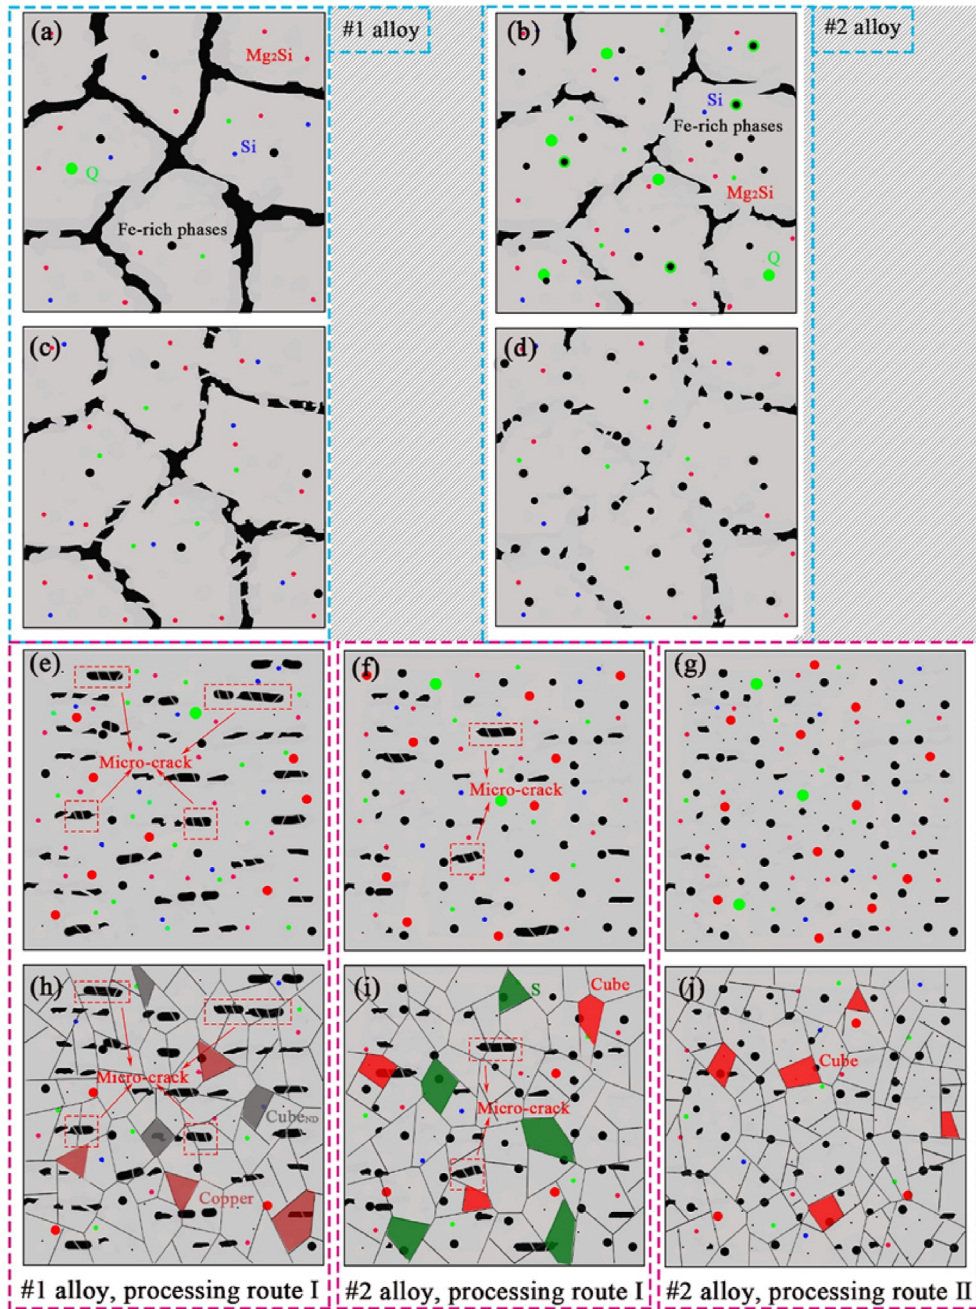 (a)
#1 alloy
Mg₂Si
Si
Q
Fe-rich phases
(b)
#2 alloy
Si
Fe-rich phases
Mg₂Si
Q
(c)
(d)
(e)
Micro-crack
(f)
Micro-crack
(g)
(h)
Micro-crack
Cube_ND
Copper
(i)
S
Cube
Micro-crack
(j)
Cube
#1 alloy, processing route I
#2 alloy, processing route I
#2 alloy, processing route II